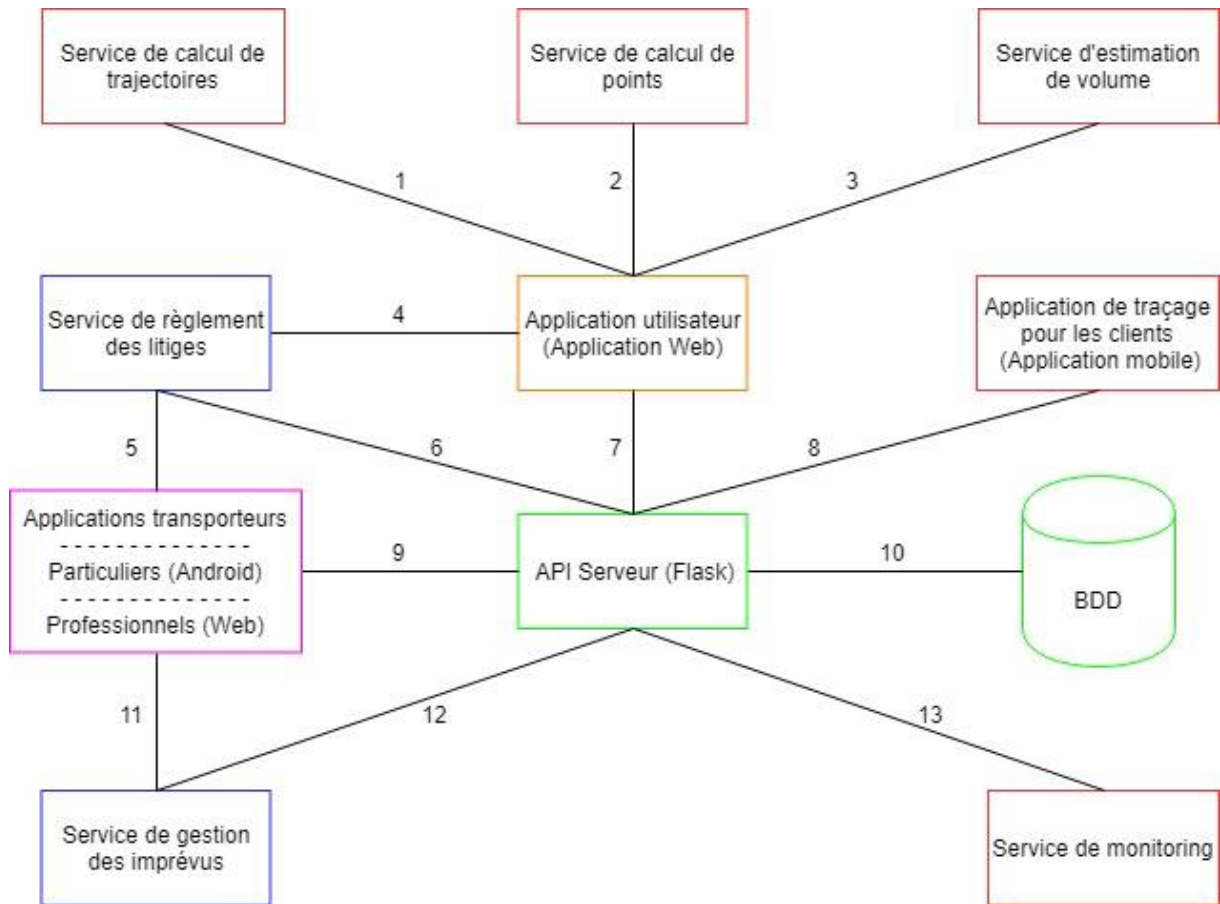 Service de calcul de
trajectoires
Service de calcul de
points
Service d'estimation
de volume
1
2
3
Service de règlement
des litiges
4
Application utilisateur
(Application Web)
Application de traçage
pour les clients
(Application mobile)
5
6
7
8
Applications transporteurs
Particuliers (Android)
Professionnels (Web)
9
API Serveur (Flask)
10
BDD
11
12
13
Service de gestion
des imprévus
Service de monitoring